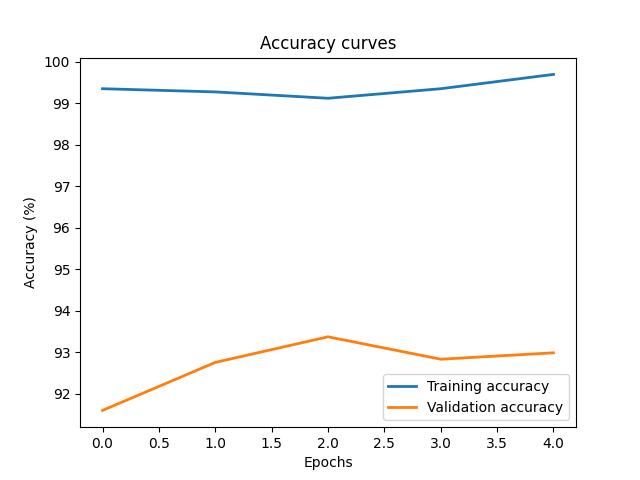 Accuracy curves
100
99
98
97
96
95
94
93
92
Accuracy (%)
Training accuracy
Validation accuracy
0.0 0.5 1.0 1.5 2.0 2.5 3.0 3.5 4.0
Epochs